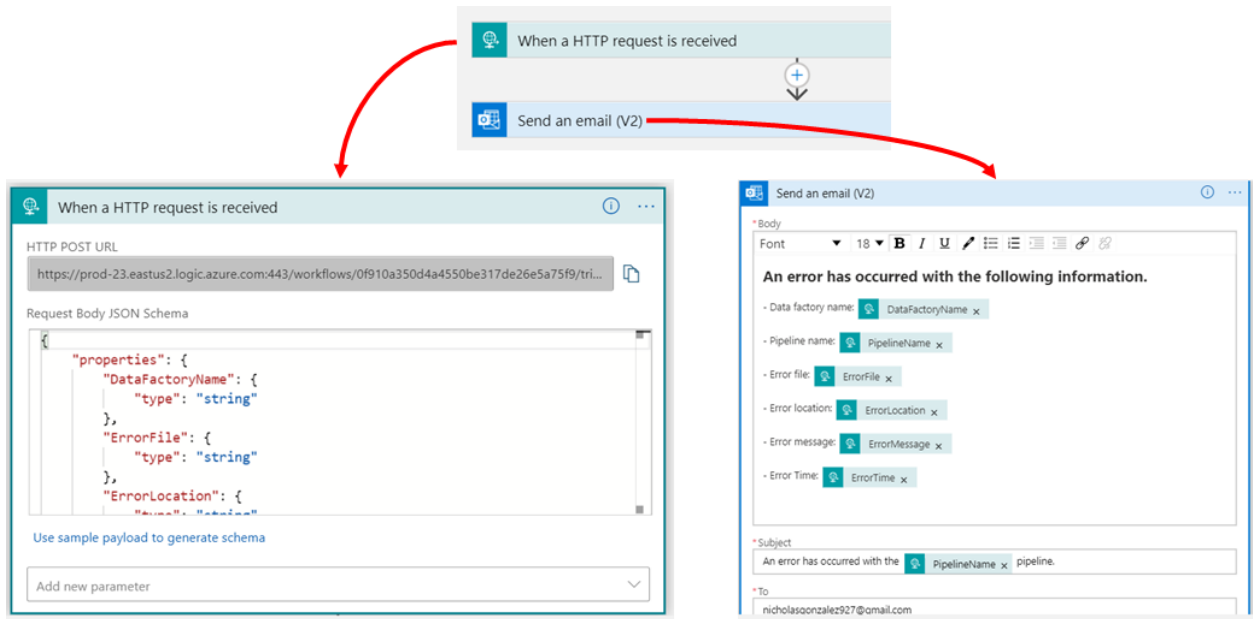 When a HTTP request is received
Send an email (V2)
When a HTTP request is received
HTTP POST URL
https://prod-23.eastus2.logic.azure.com:443/workflows/0f910a350d4a4550be317de26e5a75f9/tri...
Request Body JSON Schema
{
"properties": {
"DataFactoryName": {
"type": "string"
},
"ErrorFile": {
"type": "string"
},
"ErrorLocation": {
"type": "string"
Use sample payload to generate schema
Add new parameter
Send an email (V2)
*Body
Font 18 B I U
An error has occurred with the following information.
- Data factory name: DataFactoryName ×
- Pipeline name: PipelineName ×
- Error file: ErrorFile ×
- Error location: ErrorLocation ×
- Error message: ErrorMessage ×
- Error Time: ErrorTime ×
*Subject
An error has occurred with the PipelineName × pipeline.
*To
nicholasgonzalez927@gmail.com